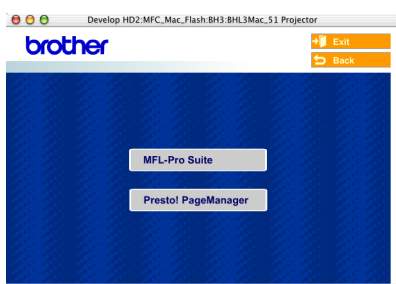 Develop HD2:MFC_Mac_Flash:BH3:BHL3Mac_51 Projector
brother
Exit
Back
MFL-Pro Suite
Presto! PageManager